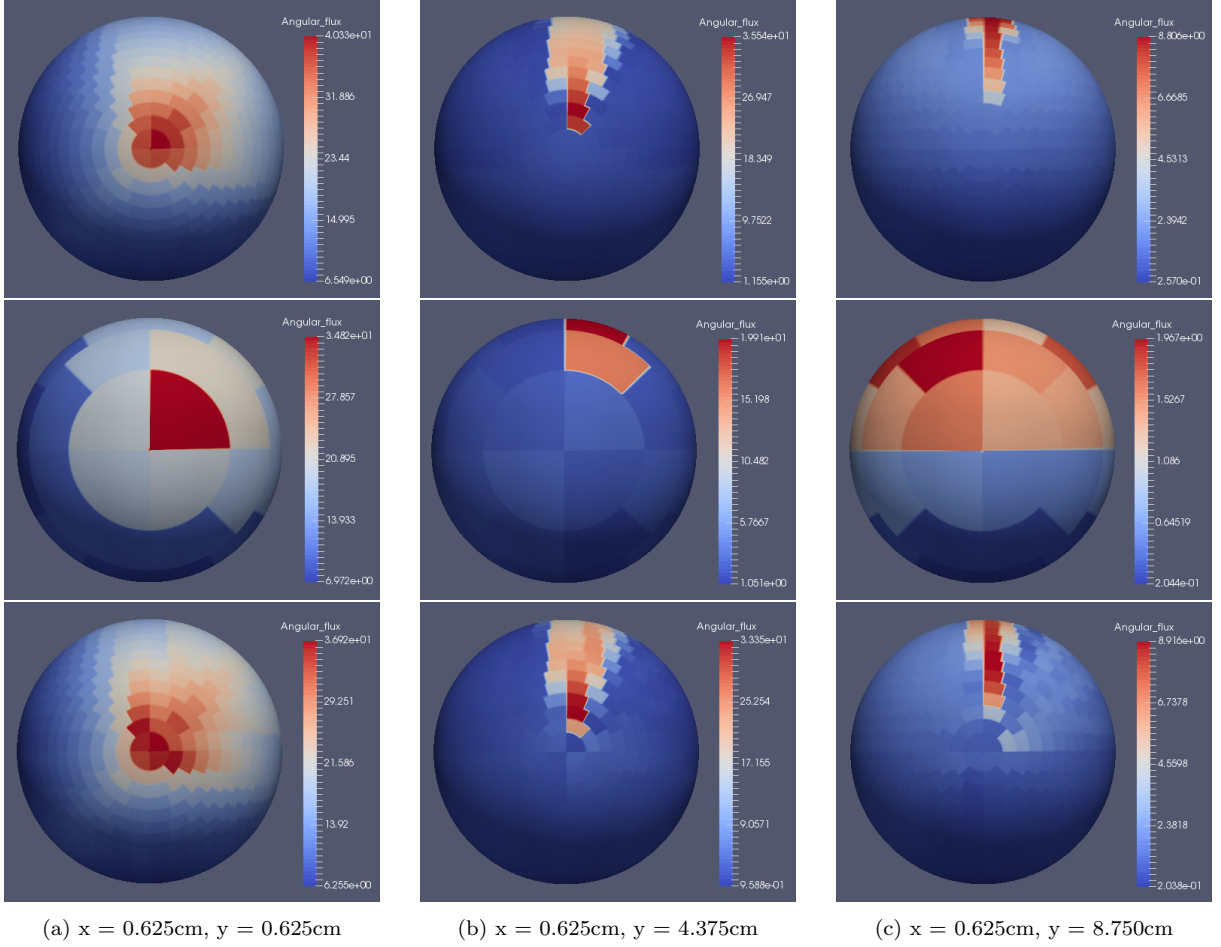 Angular_flux
4.033e+01
31.886
23.44
14.995
6.549e+00
Angular_flux
3.554e+01
26.947
18.349
9.7522
1.155e+00
Angular_flux
8.806e+00
6.6685
4.5313
2.3942
2.570e-01
Angular_flux
3.482e+01
27.857
20.895
13.933
6.972e+00
Angular_flux
1.991e+01
15.198
10.482
5.7667
1.051e+00
Angular_flux
1.967e+00
1.5267
1.086
0.64519
2.044e-01
Angular_flux
3.692e+01
29.251
21.586
13.92
6.255e+00
Angular_flux
3.335e+01
25.254
17.155
9.0571
9.588e-01
Angular_flux
8.916e+00
6.7378
4.5598
2.3818
2.038e-01
(a) x = 0.625cm, y = 0.625cm
(b) x = 0.625cm, y = 4.375cm
(c) x = 0.625cm, y = 8.750cm